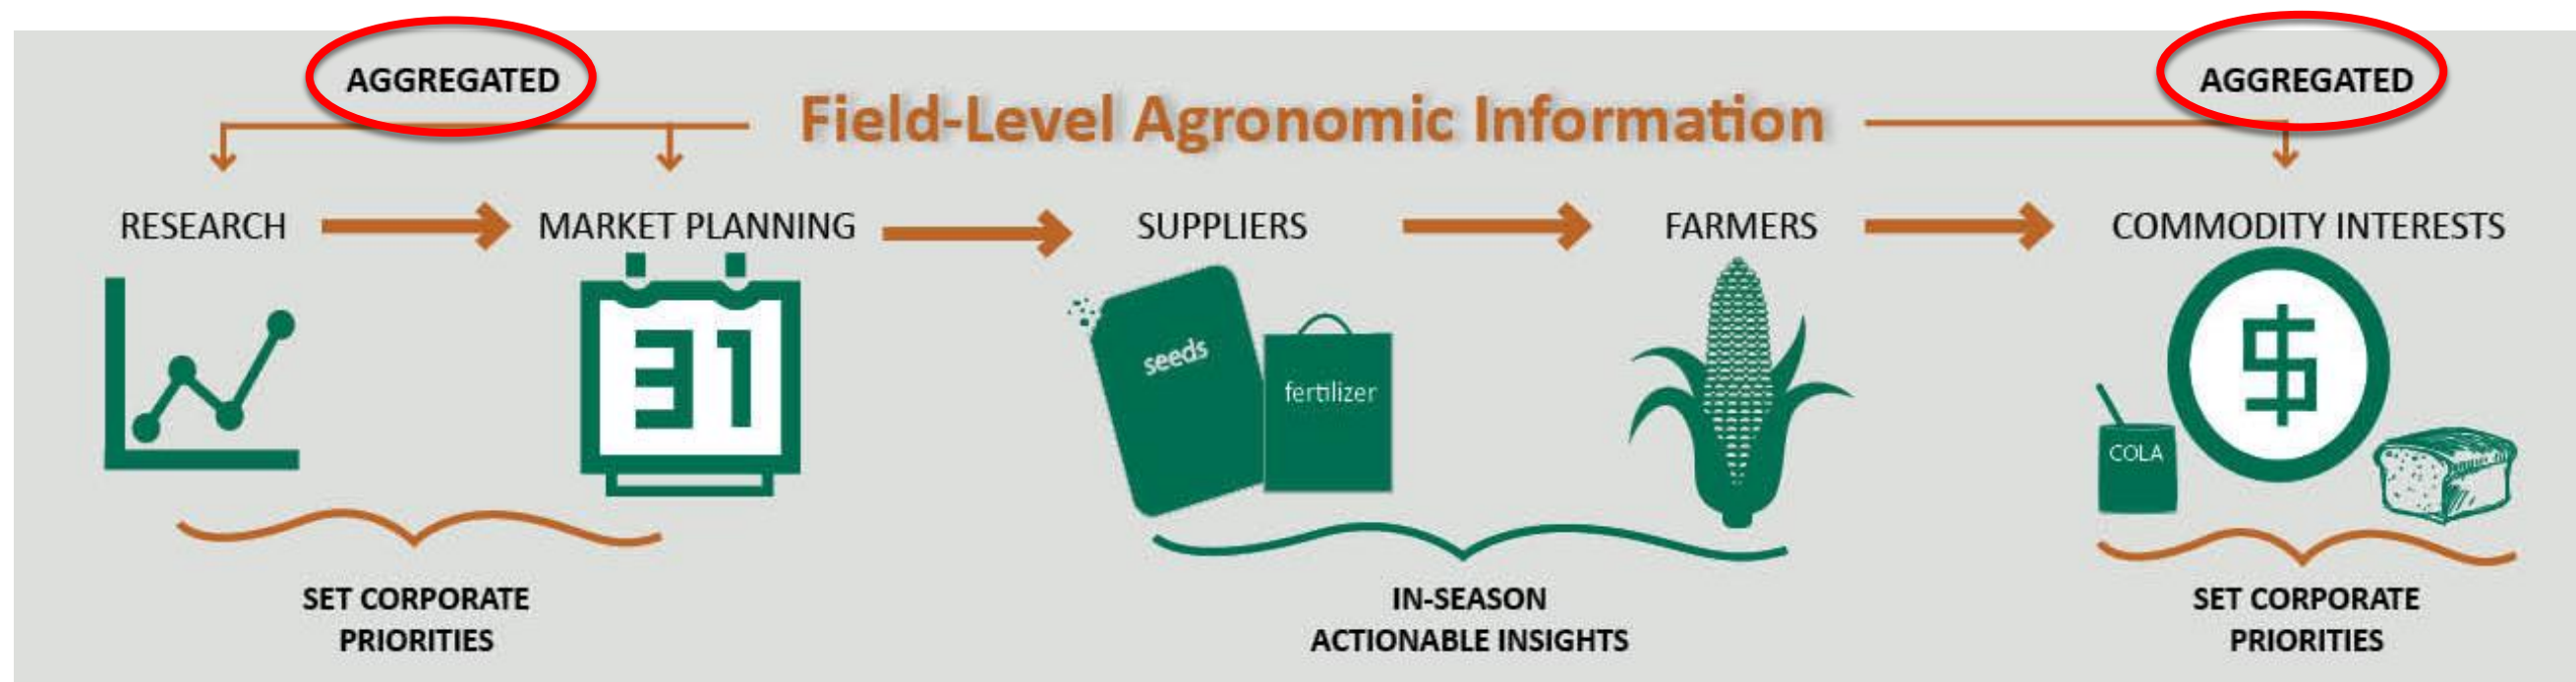 AGGREGATED
AGGREGATED
Field-Level Agronomic Information
RESEARCH
MARKET PLANNING
SUPPLIERS
FARMERS
COMMODITY INTERESTS
31
seeds
fertilizer
$
COLA
SET CORPORATE
PRIORITIES
IN-SEASON
ACTIONABLE INSIGHTS
SET CORPORATE
PRIORITIES